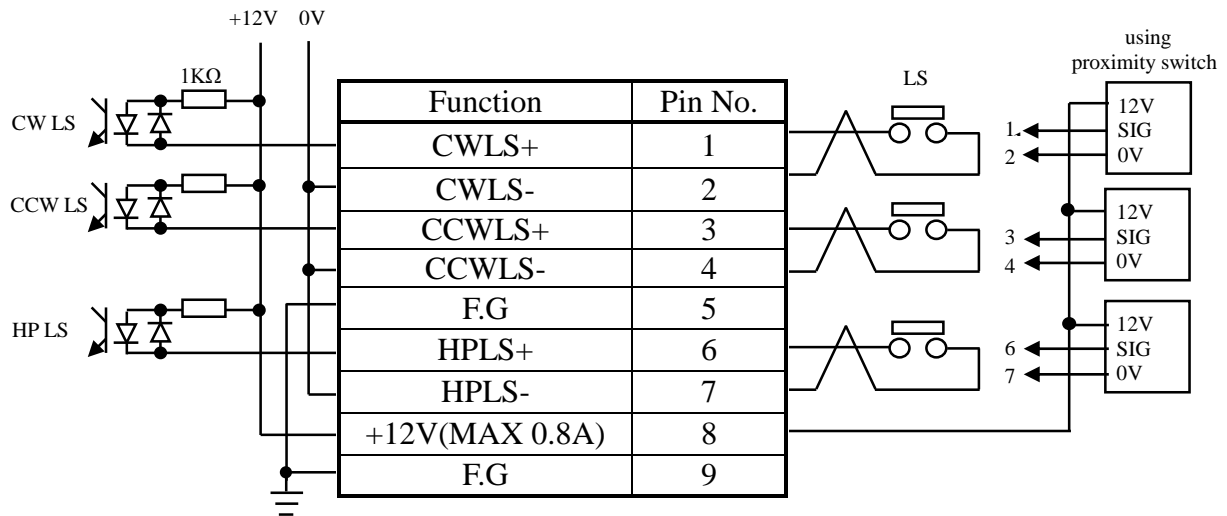 +12V 0V
using
proximity switch
1KΩ
LS
CW LS
CCW LS
HP LS
Function Pin No.
CWLS+ 1
CWLS- 2
CCWLS+ 3
CCWLS- 4
F.G 5
HPLS+ 6
HPLS- 7
+12V(MAX 0.8A) 8
F.G 9
12V
1. SIG
2 0V
12V
3 SIG
4 0V
12V
6 SIG
7 0V